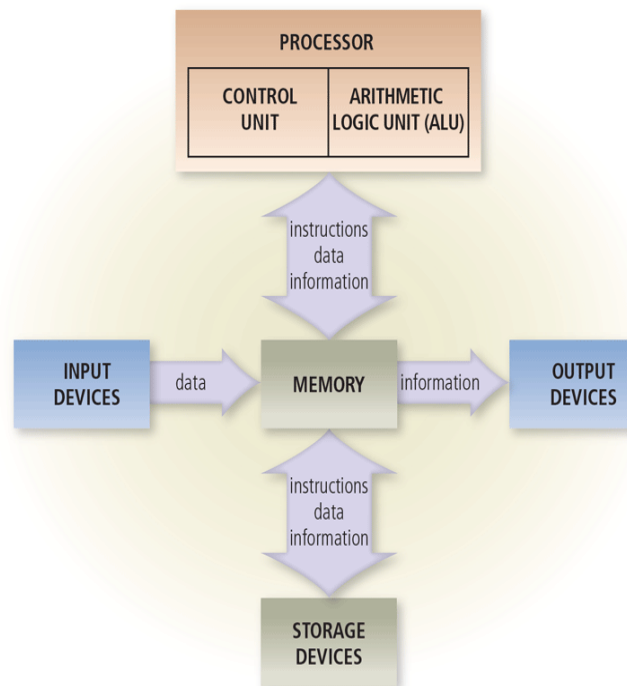 PROCESSOR
CONTROL
UNIT
ARITHMETIC
LOGIC UNIT (ALU)
instructions
data
information
INPUT
DEVICES
data
MEMORY
information
OUTPUT
DEVICES
instructions
data
information
STORAGE
DEVICES